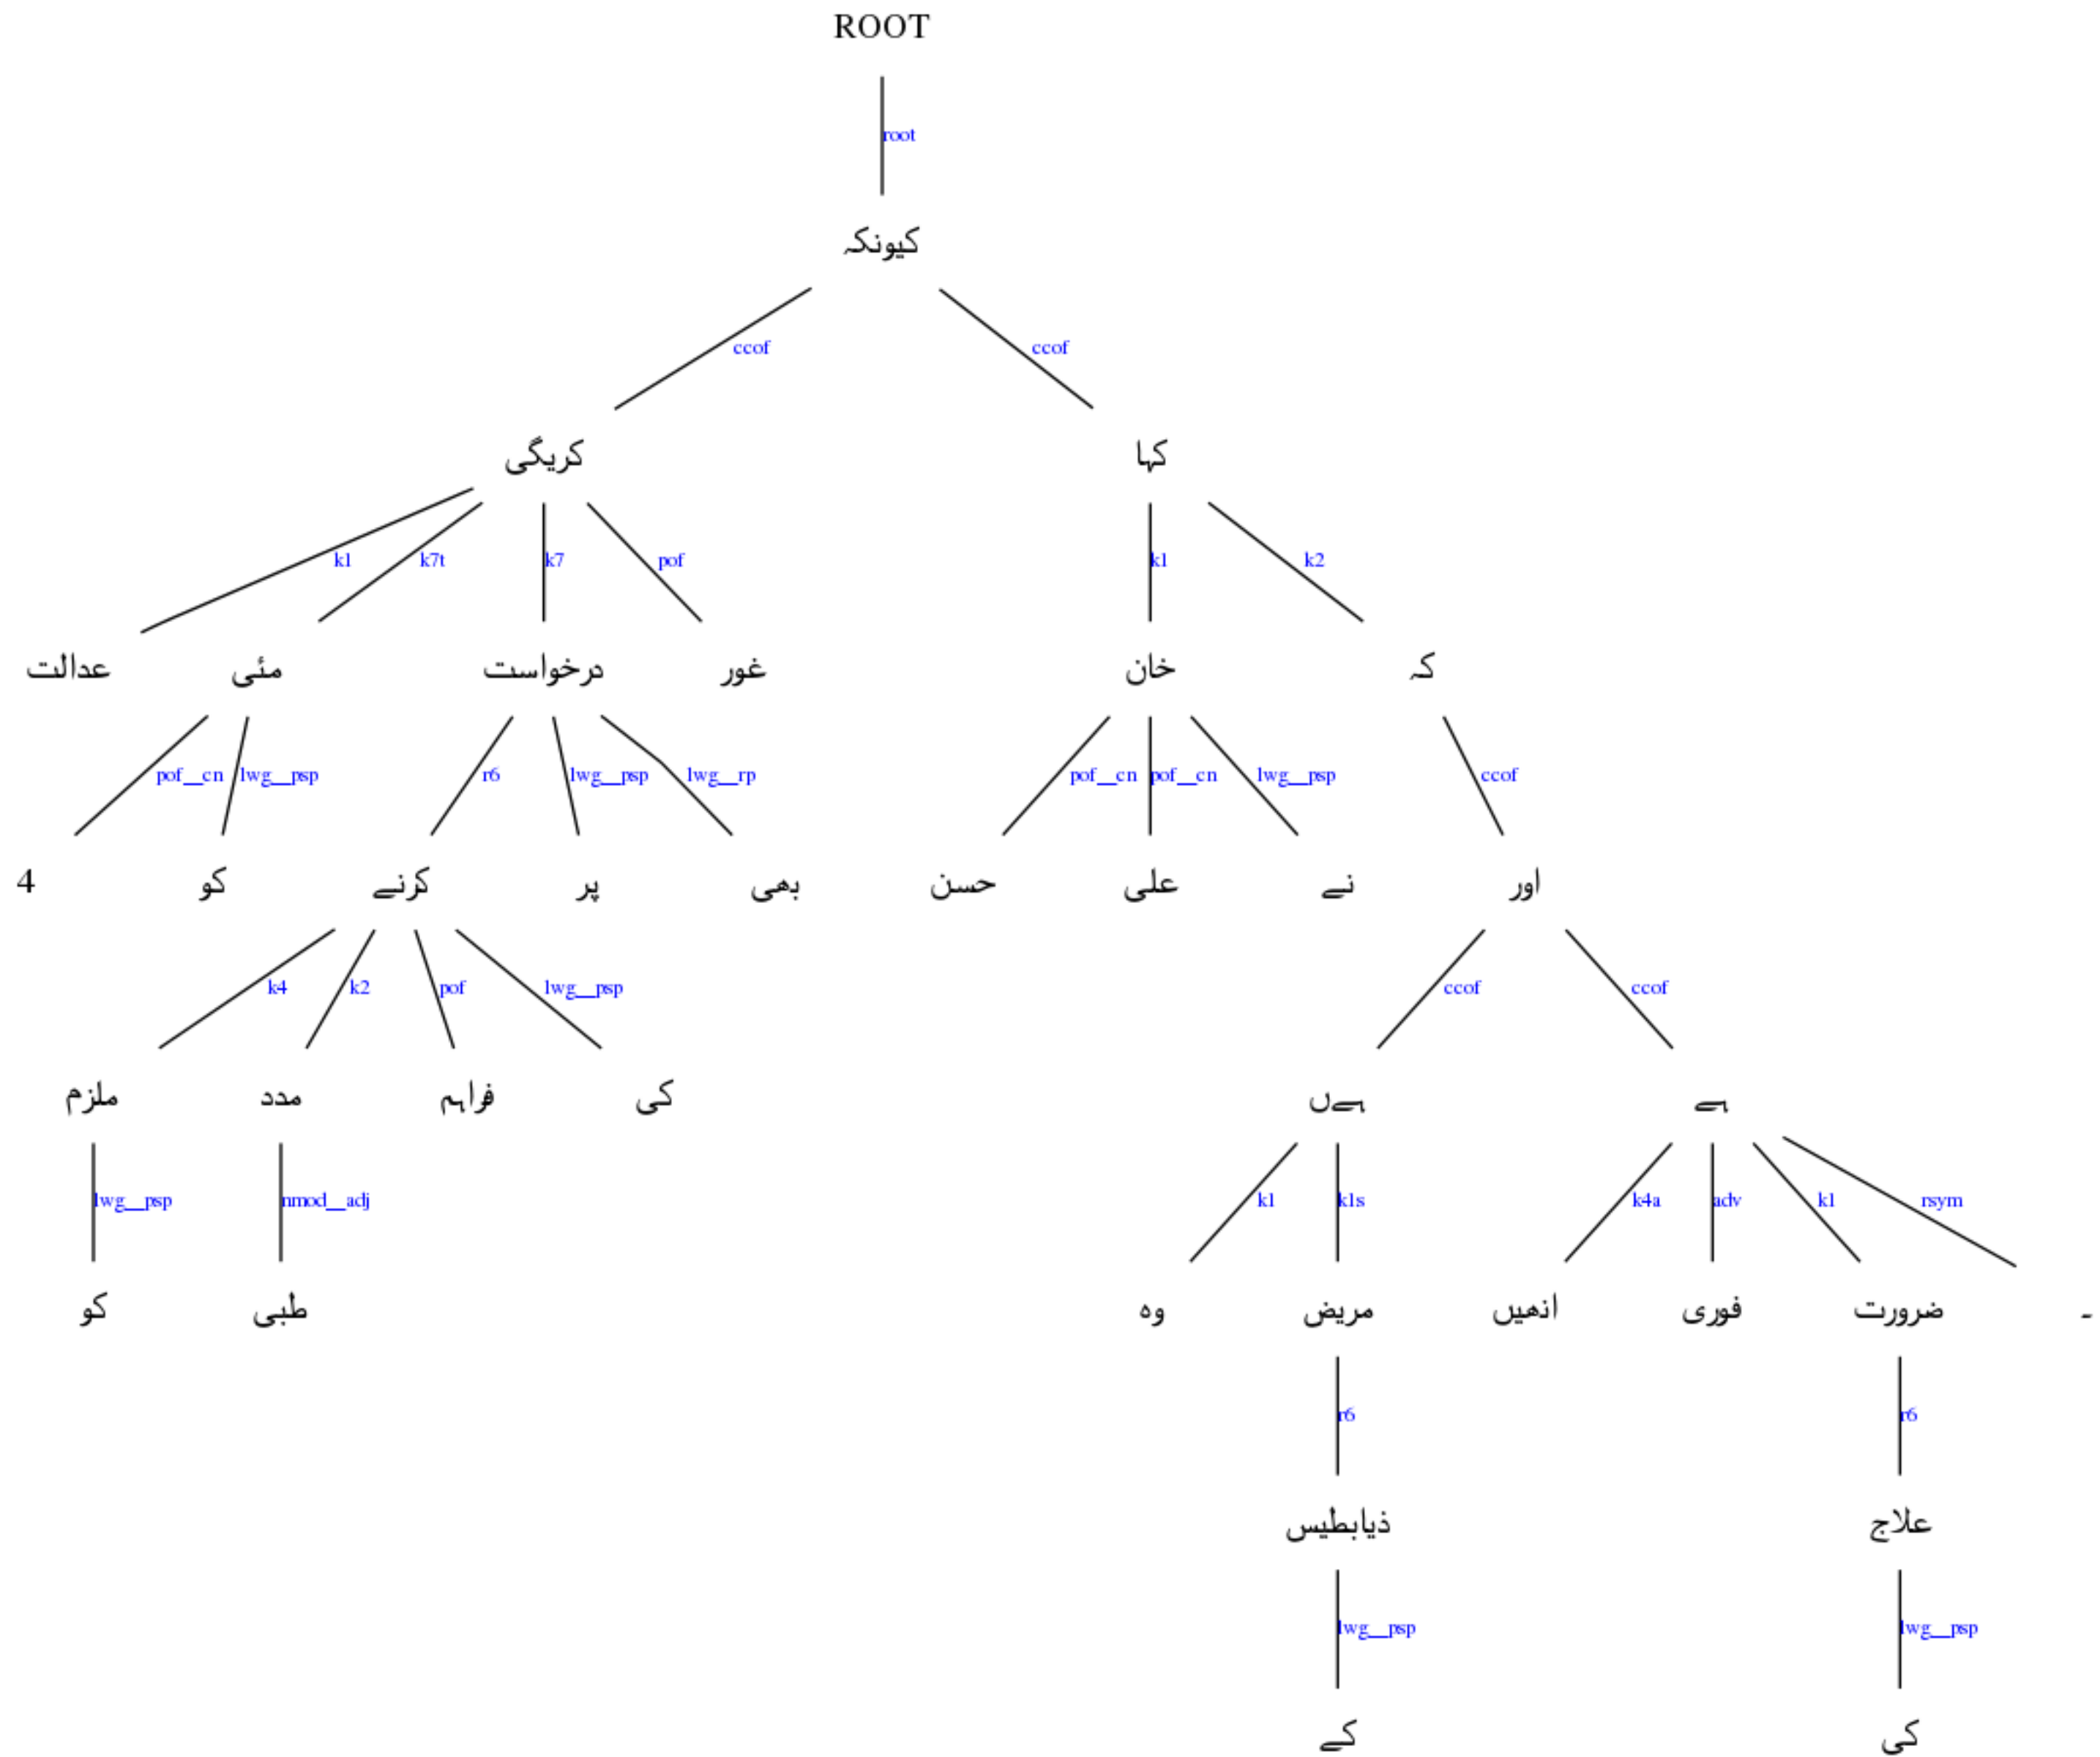 ROOT
root
کیونکہ
ccof ccof
کریگی کہا
k1 k7t k7 pof k1 k2
عدالت مئی درخواست غور خان کہ
pof__cn lwg__psp r6 lwg__psp lwg__rp pof__cn pof__cn lwg__psp ccof
4 کو کرنے پر بھی حسن علی نے اور
k4 k2 pof lwg__psp ccof ccof
ملزم مدد فراہم کی ہےں ہے
lwg__psp nmod__adj k1 k1s k4a adv k1 rsym
کو طبی وہ مریض انھیں فوری ضرورت ۔
r6 r6
ذیابطیس علاج
lwg__psp lwg__psp
کے کی